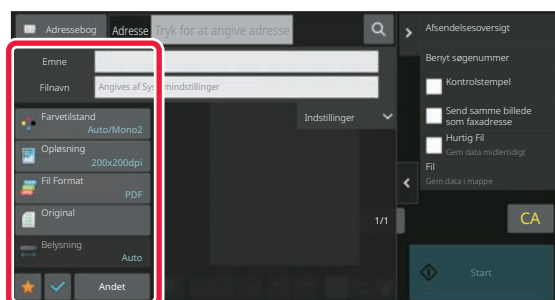 Adressebog
Adresse
Tryk for at angive adresse
Emne
Filnavn
Angives af Systemindstillinger
Farvetilstand
Auto/Mono2
Opløsning
200x200dpi
Fil Format
PDF
Original
Belysning
Auto
Andet
Indstillinger
1/1
Afsendelsesoversigt
Benyt søgenummer
Kontrolstempel
Send samme billede
som faxadresse
Hurtig Fil
Gem data midlertidigt
Fil
Gem data i mappe
CA
Start